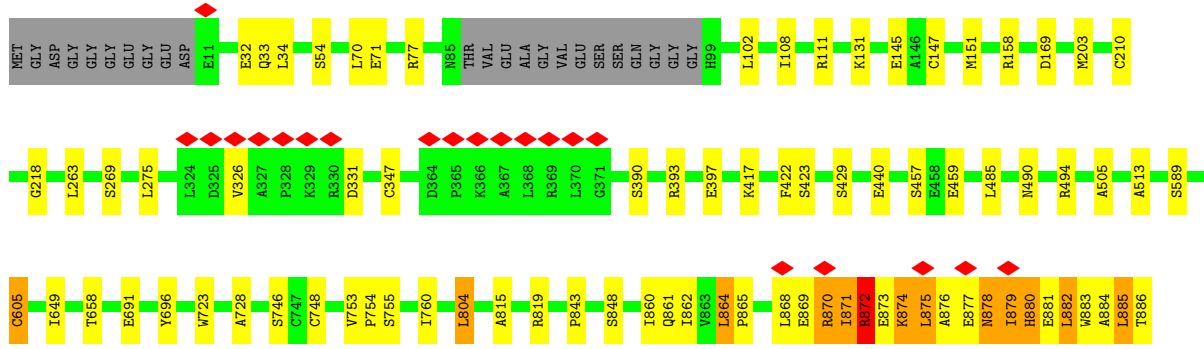 MET GLY ASP GLY GLY GLY GLU GLY GLU ASP E11 E32 Q33 L34 S54 L70 E71 R77 N85 THR VAL GLU ALA GLY VAL GLU SER SER GLN GLY GLY GLY H99 L102 I108 R111 K131 E145 A146 C147 M151 R158 D169 M203 C210
G218 L263 S269 L275 L324 D325 V326 A327 P328 K329 R330 D331 C347 D364 P365 K366 A367 L368 R369 L370 G371 S390 R393 E397 K417 F422 S423 S429 E440 S457 E458 E459 L485 N490 R494 A505 A513 S589
C605 I649 T658 E691 Y696 W723 A728 S746 C747 C748 V753 P754 S755 I760 L804 A815 R819 P843 S848 I860 Q861 I862 V863 L864 P865 L868 E869 R870 I871 R872 E873 K874 L875 A876 E877 N878 I879 H880 E881 L882 W883 A884 L885 T886